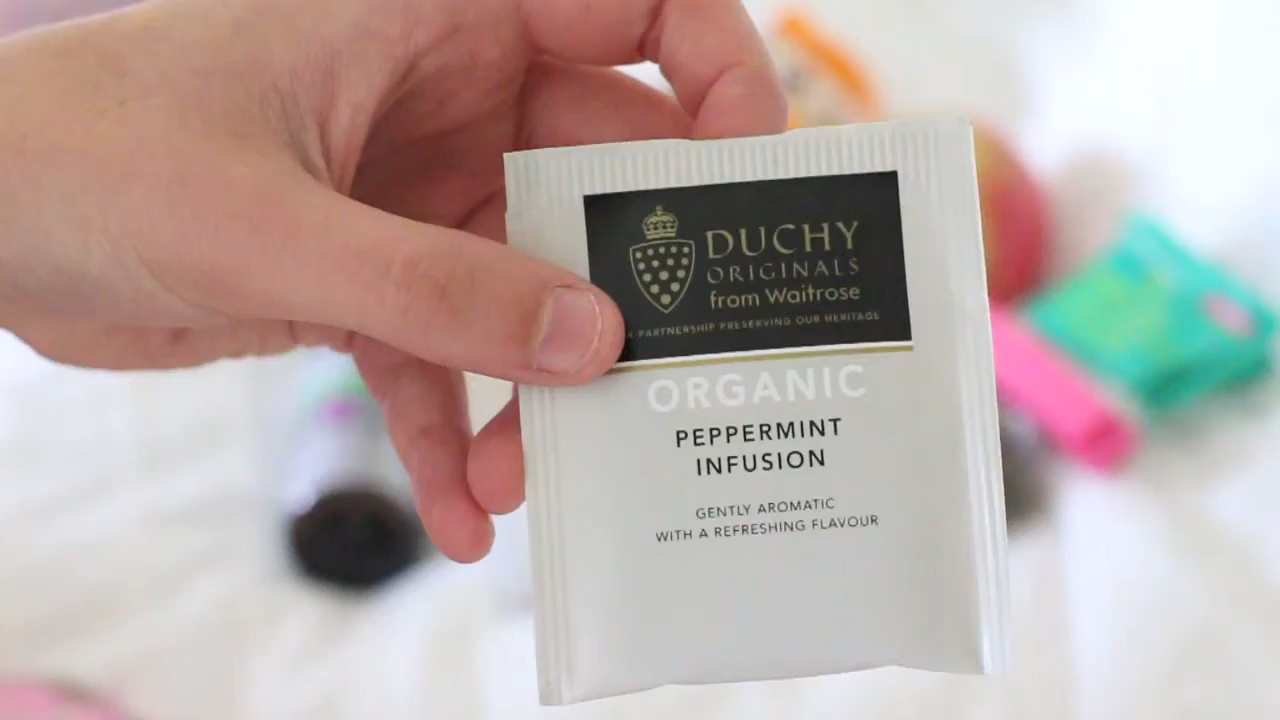 DUCHY
ORIGINALS
from Waitrose
A PARTNERSHIP PRESERVING OUR HERITAGE
ORGANIC
PEPPERMINT
INFUSION
GENTLY AROMATIC
WITH A REFRESHING FLAVOUR